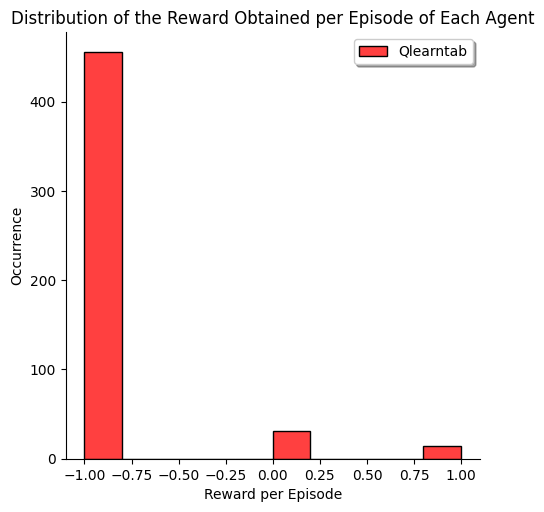 Distribution of the Reward Obtained per Episode of Each Agent
Qlearntab
Occurrence
400
300
200
100
0
−1.00 −0.75 −0.50 −0.25 0.00 0.25 0.50 0.75 1.00
Reward per Episode